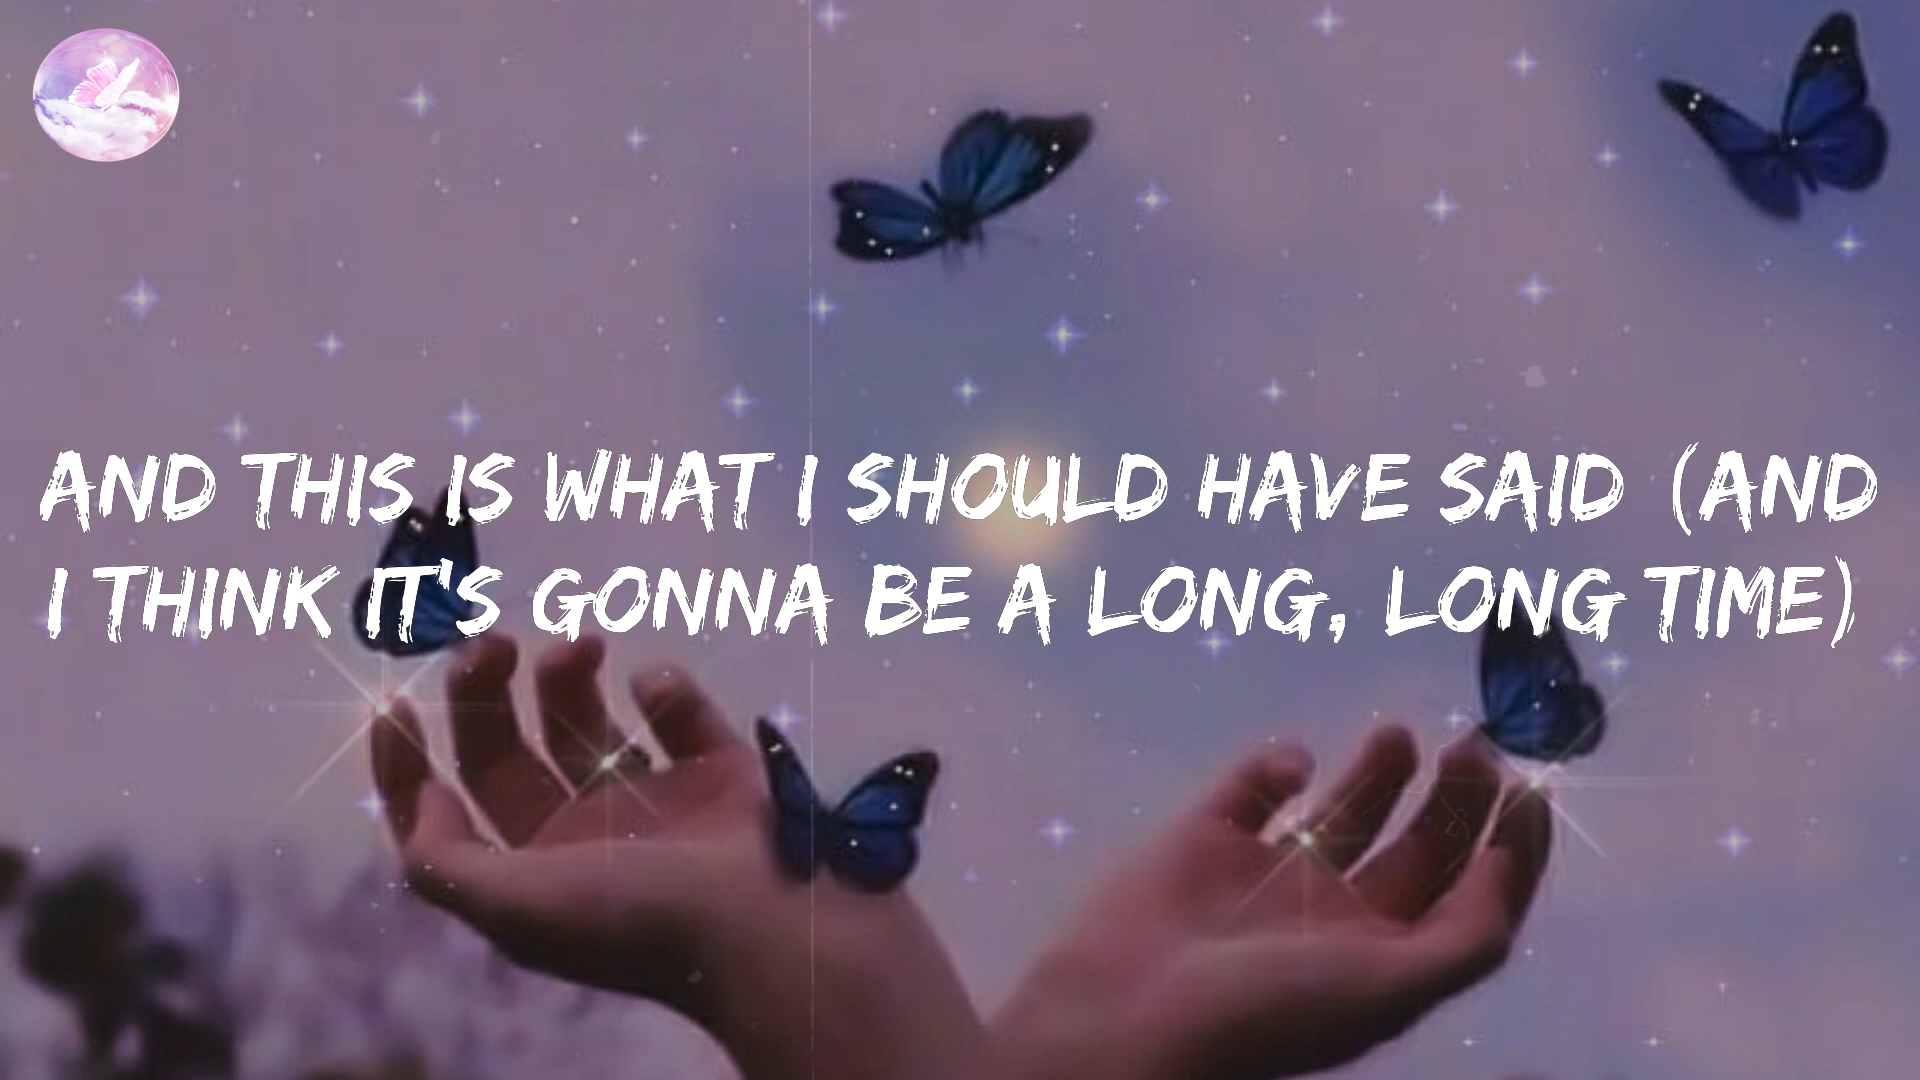 AND THIS IS WHAT I SHOULD HAVE SAID (AND
I THINK IT'S GONNA BE A LONG, LONG TIME)